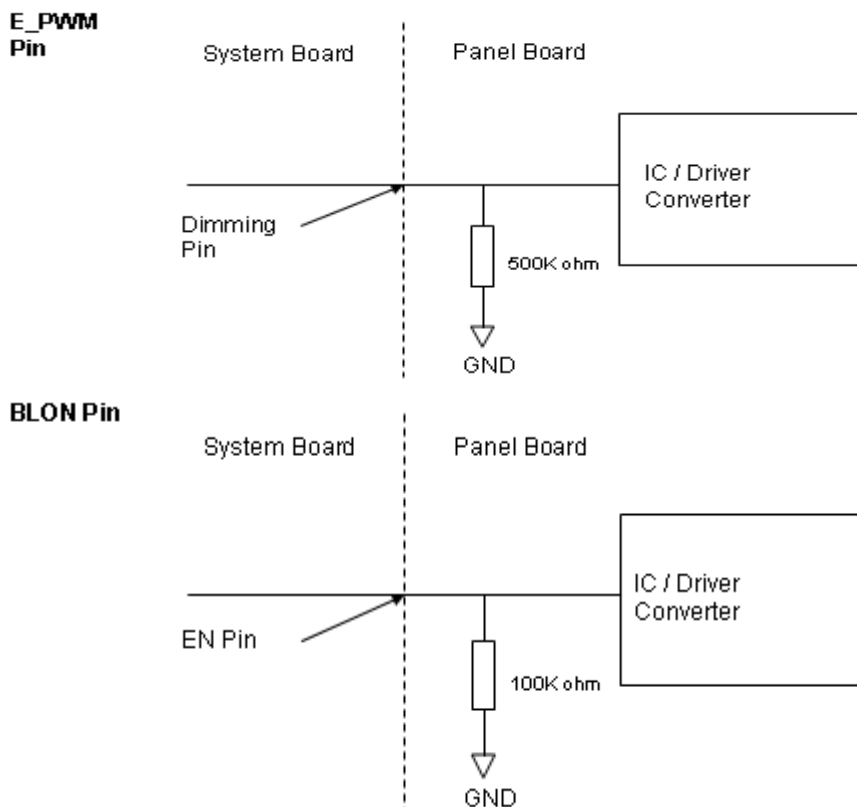 E_PWM
Pin
System Board
Panel Board
IC / Driver
Converter
Dimming
Pin
500K ohm
GND
BLON Pin
System Board
Panel Board
IC / Driver
Converter
EN Pin
100K ohm
GND